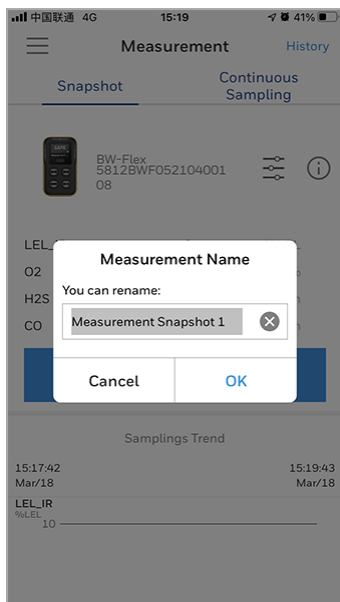 中国联通 4G 15:19 41%
Measurement History
Snapshot Continuous
Sampling
SAFE
BW-Flex
5812BWF052104001
08
LEL_
O2
H2S
CO
Measurement Name
You can rename:
Measurement Snapshot 1
Cancel OK
Samplings Trend
15:17:42 15:19:43
Mar/18 Mar/18
LEL_IR
%LEL
10